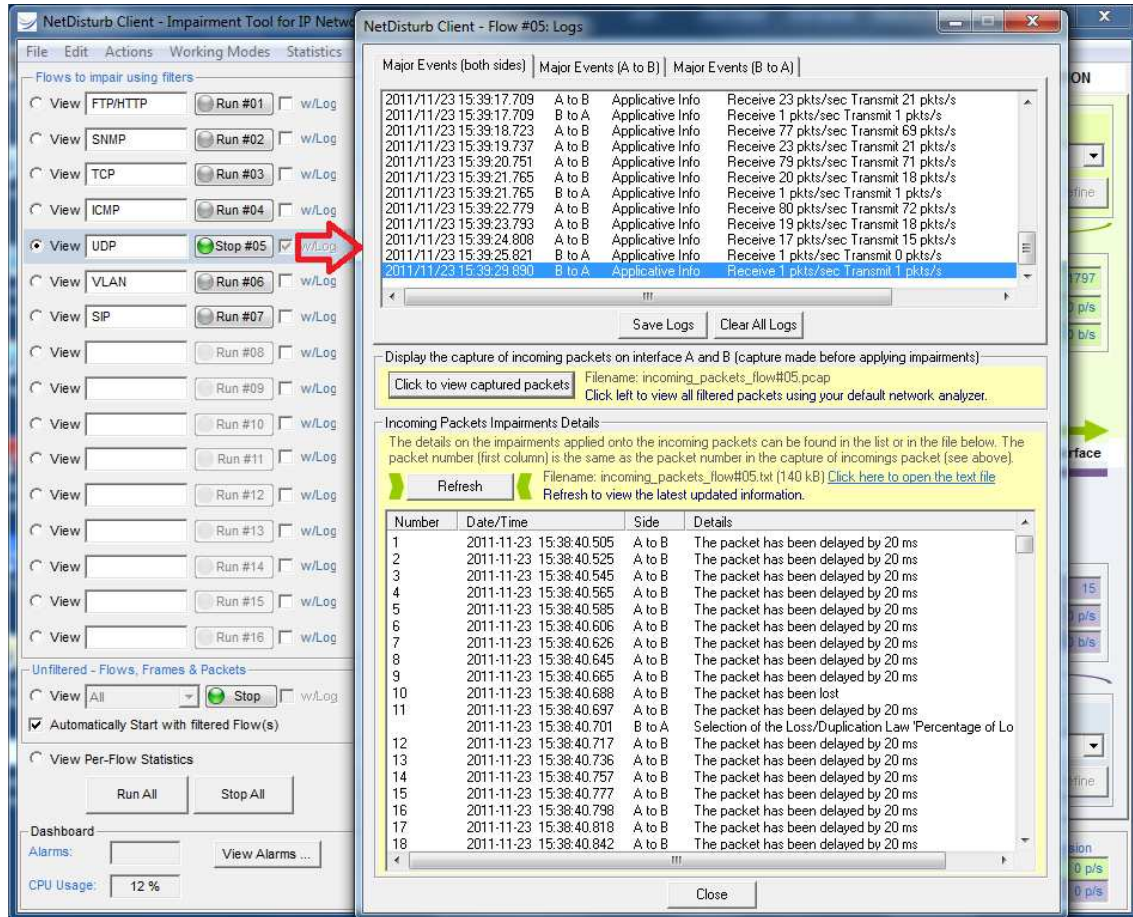 NetDisturb Client - Impairment Tool for IP Netwo
File Edit Actions Working Modes Statistics
Flows to impair using filters
View FTP/HTTP Run #01 w/Log
View SNMP Run #02 w/Log
View TCP Run #03 w/Log
View ICMP Run #04 w/Log
View UDP Stop #05 w/Log
View VLAN Run #06 w/Log
View SIP Run #07 w/Log
View Run #08 w/Log
View Run #09 w/Log
View Run #10 w/Log
View Run #11 w/Log
View Run #12 w/Log
View Run #13 w/Log
View Run #14 w/Log
View Run #15 w/Log
View Run #16 w/Log
Unfiltered - Flows, Frames & Packets
View All Stop w/Log
Automatically Start with filtered Flow(s)
View Per-Flow Statistics
Run All Stop All
Dashboard
Alarms: View Alarms ...
CPU Usage: 12 %
NetDisturb Client - Flow #05: Logs
Major Events (both sides) Major Events (A to B) Major Events (B to A)
2011/11/23 15:39:17.709 A to B Applicative Info Receive 23 pkts/sec Transmit 21 pkts/s
2011/11/23 15:39:17.709 B to A Applicative Info Receive 1 pkts/sec Transmit 1 pkts/s
2011/11/23 15:39:18.723 A to B Applicative Info Receive 77 pkts/sec Transmit 69 pkts/s
2011/11/23 15:39:19.737 A to B Applicative Info Receive 23 pkts/sec Transmit 21 pkts/s
2011/11/23 15:39:20.751 A to B Applicative Info Receive 79 pkts/sec Transmit 71 pkts/s
2011/11/23 15:39:21.765 A to B Applicative Info Receive 20 pkts/sec Transmit 18 pkts/s
2011/11/23 15:39:21.765 B to A Applicative Info Receive 1 pkts/sec Transmit 1 pkts/s
2011/11/23 15:39:22.779 A to B Applicative Info Receive 80 pkts/sec Transmit 72 pkts/s
2011/11/23 15:39:23.793 A to B Applicative Info Receive 19 pkts/sec Transmit 18 pkts/s
2011/11/23 15:39:24.808 A to B Applicative Info Receive 17 pkts/sec Transmit 15 pkts/s
2011/11/23 15:39:25.821 B to A Applicative Info Receive 1 pkts/sec Transmit 0 pkts/s
2011/11/23 15:39:29.890 B to A Applicative Info Receive 1 pkts/sec Transmit 1 pkts/s
Save Logs Clear All Logs
Display the capture of incoming packets on interface A and B (capture made before applying impairments)
Click to view captured packets
Filename: incoming_packets_flow#05.pcap
Click left to view all filtered packets using your default network analyzer.
Incoming Packets Impairments Details
The details on the impairments applied onto the incoming packets can be found in the list or in the file below. The
packet number (first column) is the same as the packet number in the capture of incomings packet (see above).
Refresh
Filename: incoming_packets_flow#05.txt (140 kB) Click here to open the text file
Refresh to view the latest updated information.
Number Date/Time Side Details
1 2011-11-23 15:38:40.505 A to B The packet has been delayed by 20 ms
2 2011-11-23 15:38:40.525 A to B The packet has been delayed by 20 ms
3 2011-11-23 15:38:40.545 A to B The packet has been delayed by 20 ms
4 2011-11-23 15:38:40.565 A to B The packet has been delayed by 20 ms
5 2011-11-23 15:38:40.585 A to B The packet has been delayed by 20 ms
6 2011-11-23 15:38:40.606 A to B The packet has been delayed by 20 ms
7 2011-11-23 15:38:40.626 A to B The packet has been delayed by 20 ms
8 2011-11-23 15:38:40.645 A to B The packet has been delayed by 20 ms
9 2011-11-23 15:38:40.665 A to B The packet has been delayed by 20 ms
10 2011-11-23 15:38:40.688 A to B The packet has been lost
11 2011-11-23 15:38:40.697 A to B The packet has been delayed by 20 ms
2011-11-23 15:38:40.701 B to A Selection of the Loss/Duplication Law 'Percentage of Lo
12 2011-11-23 15:38:40.717 A to B The packet has been delayed by 20 ms
13 2011-11-23 15:38:40.736 A to B The packet has been delayed by 20 ms
14 2011-11-23 15:38:40.757 A to B The packet has been delayed by 20 ms
15 2011-11-23 15:38:40.777 A to B The packet has been delayed by 20 ms
16 2011-11-23 15:38:40.798 A to B The packet has been delayed by 20 ms
17 2011-11-23 15:38:40.818 A to B The packet has been delayed by 20 ms
18 2011-11-23 15:38:40.842 A to B The packet has been delayed by 20 ms
Close
ON
efine
1797
0 p/s
0 b/s
rface
15
0 p/s
0 b/s
efine
sion
0 p/s
0 p/s